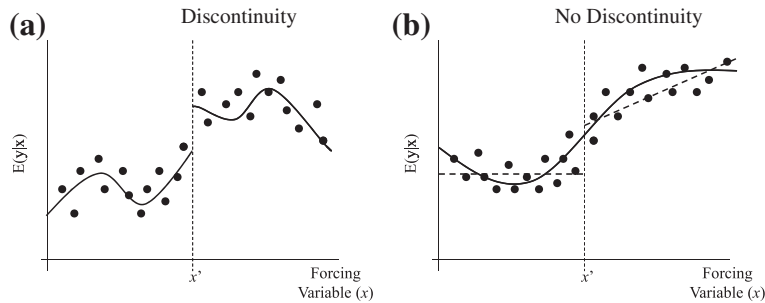 (a)
Discontinuity
E(y|x)
x’
Forcing
Variable (x)
(b)
No Discontinuity
E(y|x)
x’
Forcing
Variable (x)